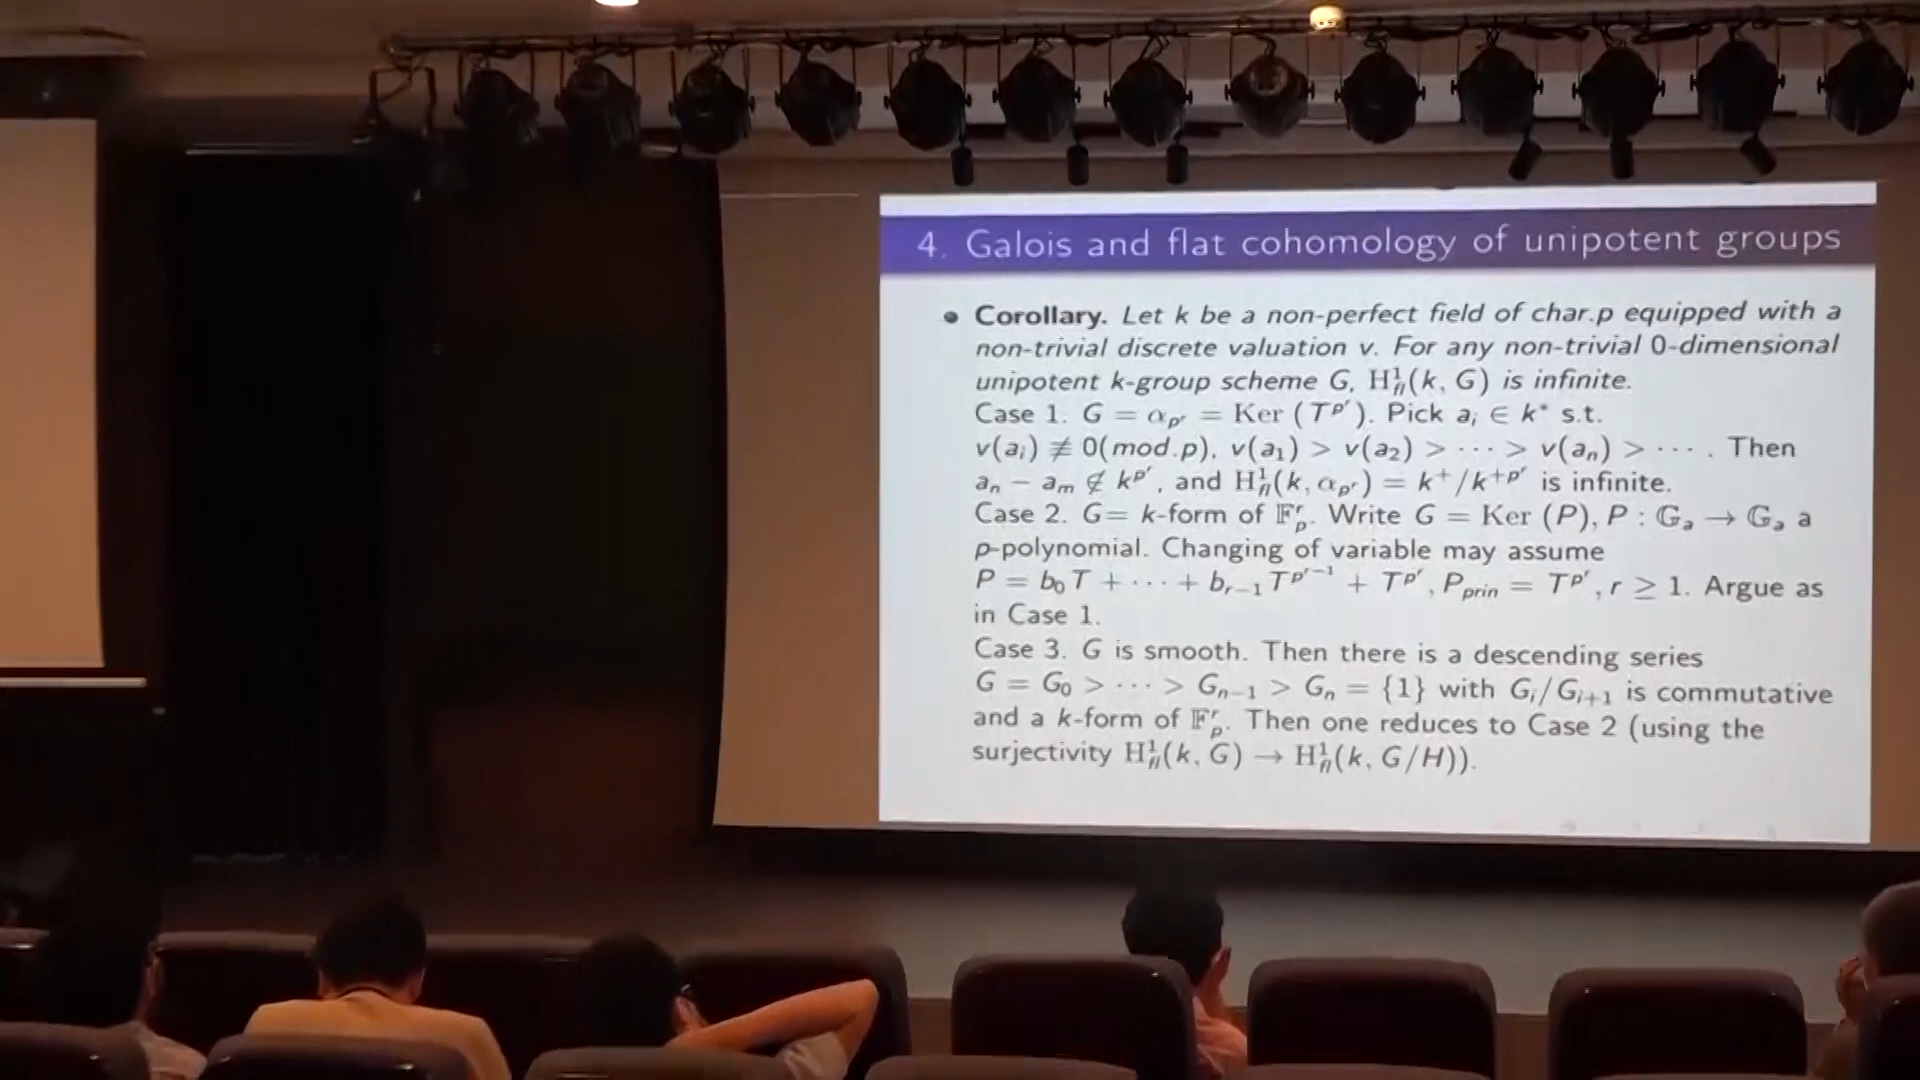 4. Galois and flat cohomology of unipotent groups
• Corollary. Let k be a non-perfect field of char.p equipped with a
non-trivial discrete valuation v. For any non-trivial 0-dimensional
unipotent k-group scheme G, H¹_fl(k, G) is infinite.
Case 1. G = α_{p^r} = Ker (T^{p^r}). Pick a_i ∈ k* s.t.
v(a_i) ≢ 0(mod.p), v(a_1) > v(a_2) > ⋯ > v(a_n) > ⋯ . Then
a_n − a_m ∉ k^{p^r}, and H¹_fl(k, α_{p^r}) = k⁺/k^{+p^r} is infinite.
Case 2. G= k-form of 𝔽_p^r. Write G = Ker (P), P : 𝔾_a → 𝔾_a a
p-polynomial. Changing of variable may assume
P = b_0 T + ⋯ + b_{r−1} T^{p^{r−1}} + T^{p^r}, P_prin = T^{p^r}, r ≥ 1. Argue as
in Case 1.
Case 3. G is smooth. Then there is a descending series
G = G_0 > ⋯ > G_{n−1} > G_n = {1} with G_i/G_{i+1} is commutative
and a k-form of 𝔽_p^r. Then one reduces to Case 2 (using the
surjectivity H¹_fl(k, G) → H¹_fl(k, G/H)).